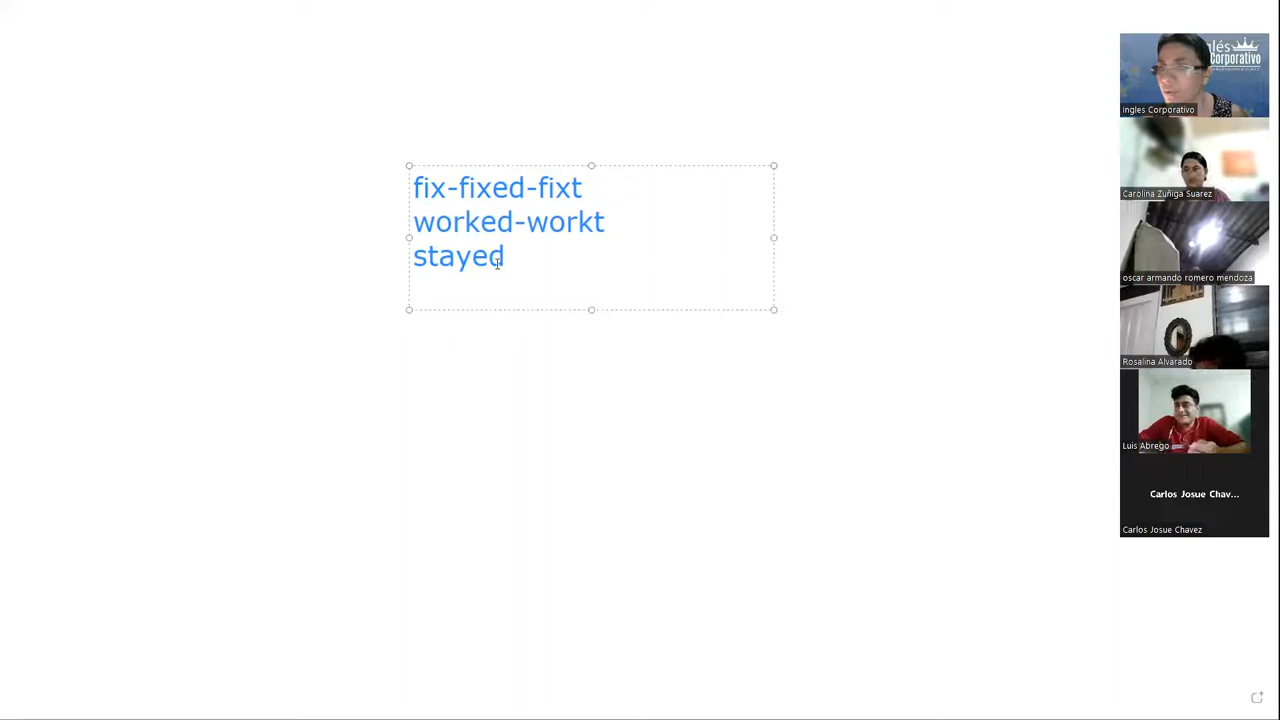 fix-fixed-fixt
worked-workt
stayed
glés
Corporativo
Ingles Corporativo
Carolina Zuñiga Suarez
oscar armando romero mendoza
Rosalina Alvarado
Luis Abrego
Carlos Josue Chav...
Carlos Josue Chavez